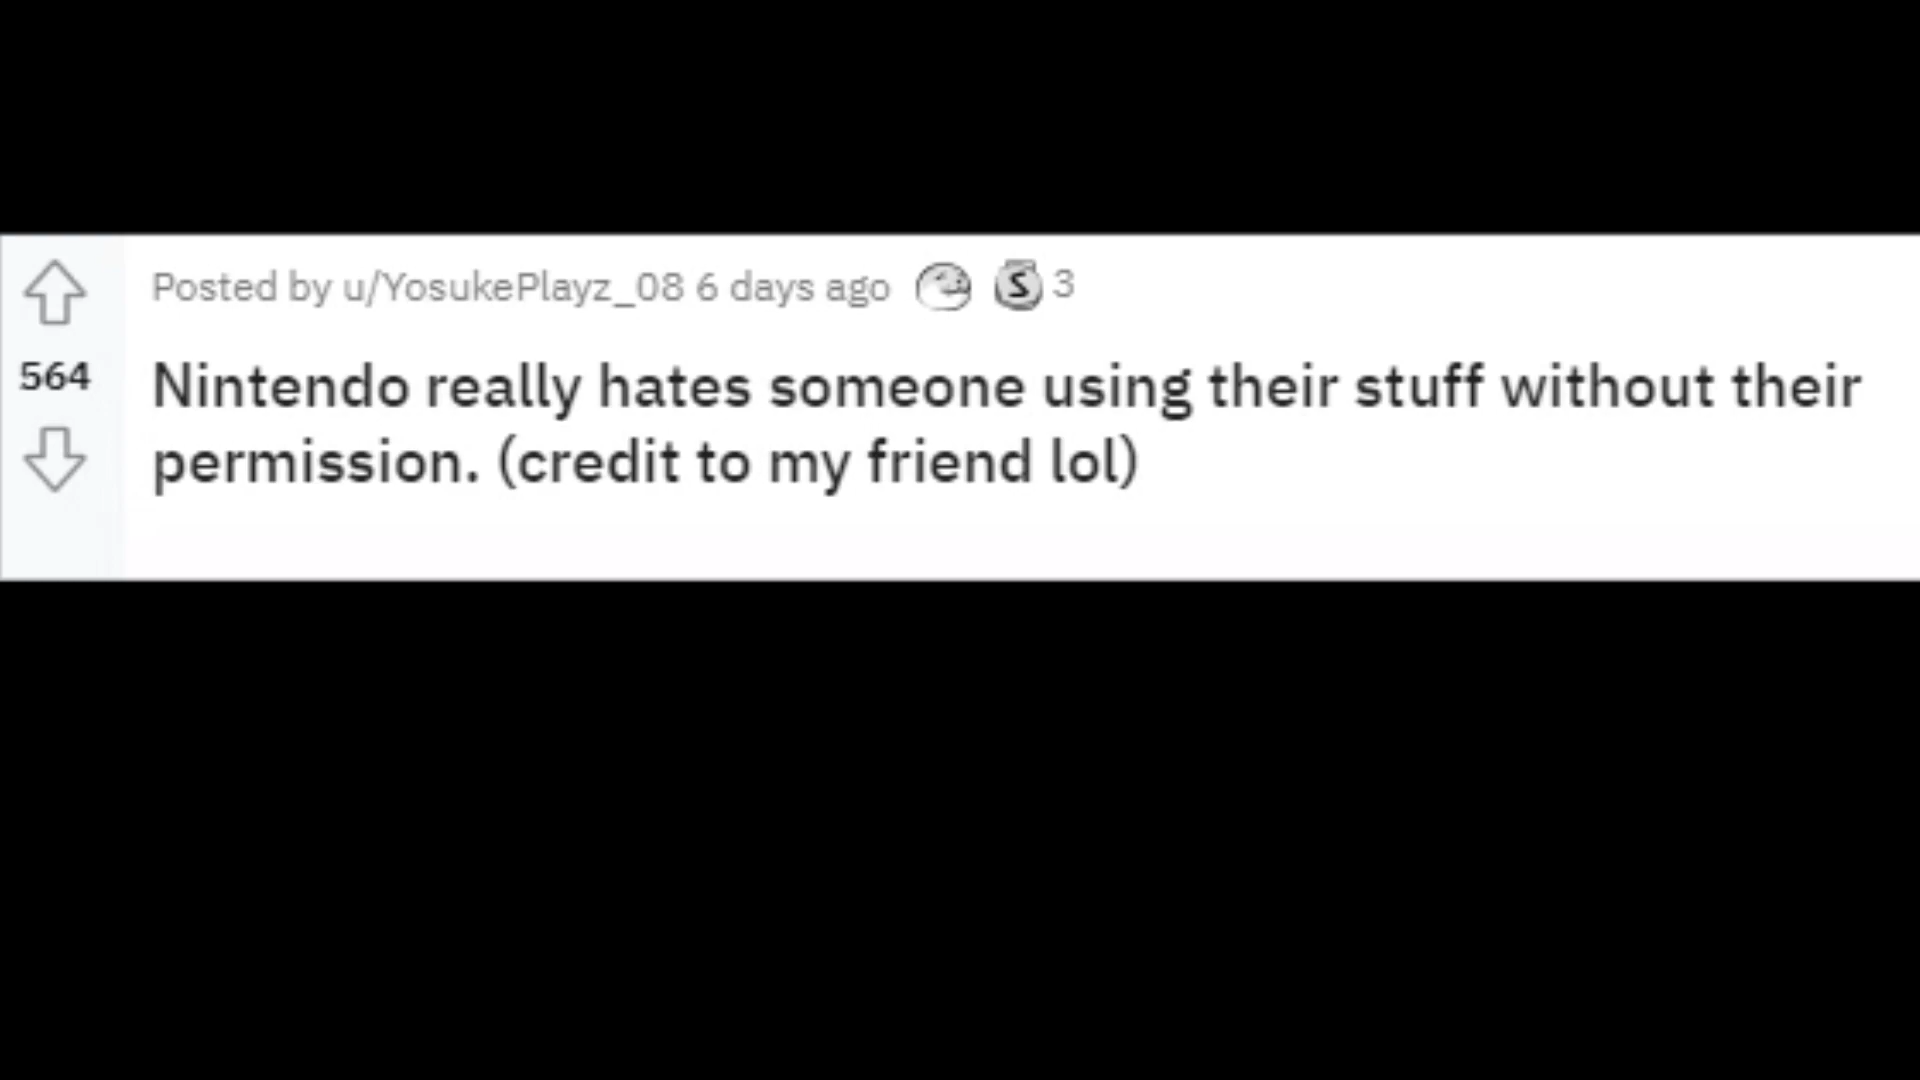 Posted by u/YosukePlayz_08 6 days ago S 3
564
Nintendo really hates someone using their stuff without their
permission. (credit to my friend lol)